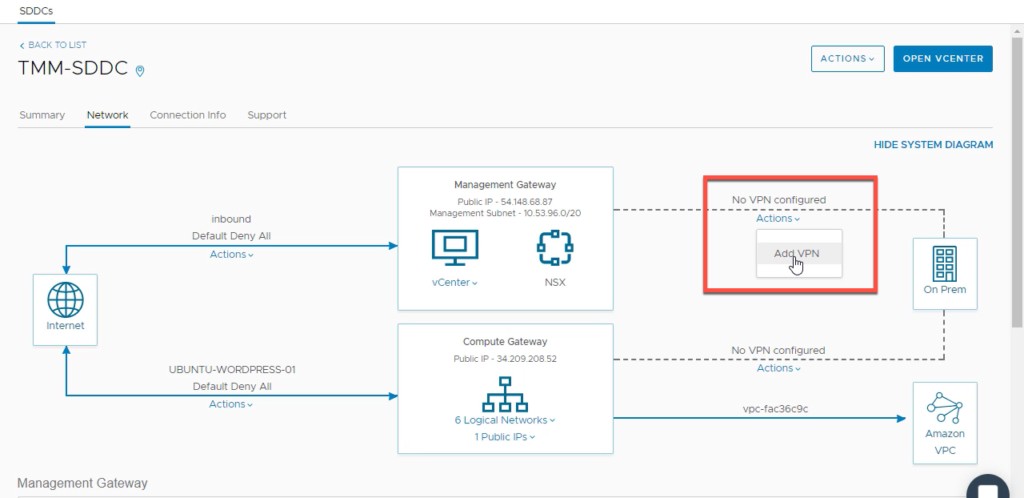 SDDCs
BACK TO LIST
TMM-SDDC
ACTIONS
OPEN VCENTER
Summary
Network
Connection Info
Support
HIDE SYSTEM DIAGRAM
Management Gateway
Public IP - 54.148.68.87
Management Subnet - 10.53.96.0/20
vCenter
NSX
inbound
Default Deny All
Actions
No VPN configured
Actions
Add VPN
Internet
On Prem
Compute Gateway
Public IP - 34.209.208.52
6 Logical Networks
1 Public IPs
UBUNTU-WORDPRESS-01
Default Deny All
Actions
No VPN configured
Actions
vpc-fac36c9c
Amazon
VPC
Management Gateway